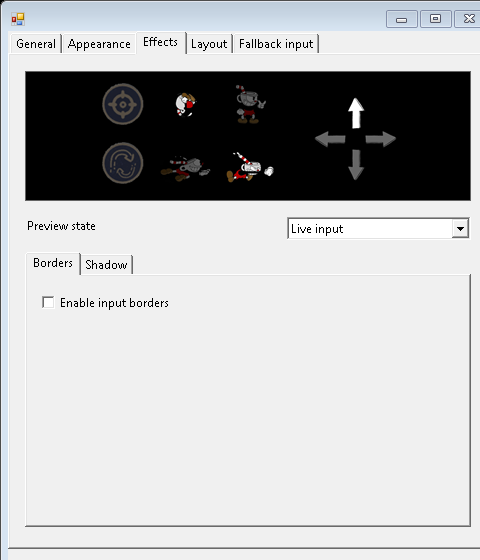 General
Appearance
Effects
Layout
Fallback input
Preview state
Live input
Borders
Shadow
Enable input borders